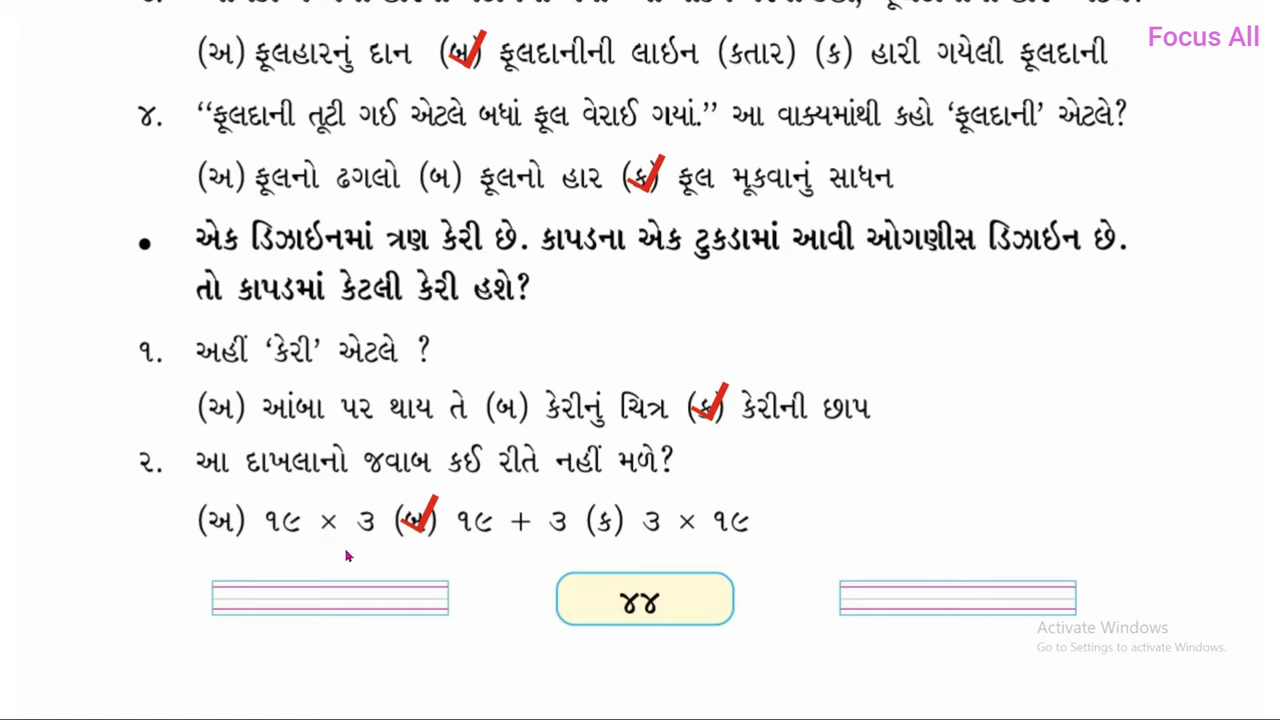 Focus All
(અ) ફૂલહારનું દાન (બ) ફૂલદાનીની લાઇન (કતાર) (ક) હારી ગયેલી ફૂલદાની
૪. “ફૂલદાની તૂટી ગઈ એટલે બધાં ફૂલ વેરાઈ ગયાં.” આ વાક્યમાંથી કહો ‘ફૂલદાની’ એટલે?
(અ) ફૂલનો ઢગલો (બ) ફૂલનો હાર (ક) ફૂલ મૂકવાનું સાધન
• એક ડિઝાઇનમાં ત્રણ કેરી છે. કાપડના એક ટુકડામાં આવી ઓગણીસ ડિઝાઇન છે.
તો કાપડમાં કેટલી કેરી હશે?
૧. અહીં ‘કેરી’ એટલે ?
(અ) આંબા પર થાય તે (બ) કેરીનું ચિત્ર (ક) કેરીની છાપ
૨. આ દાખલાનો જવાબ કઈ રીતે નહીં મળે?
(અ) ૧૯ × ૩ (બ) ૧૯ + ૩ (ક) ૩ × ૧૯
૪૪
Activate Windows
Go to Settings to activate Windows.